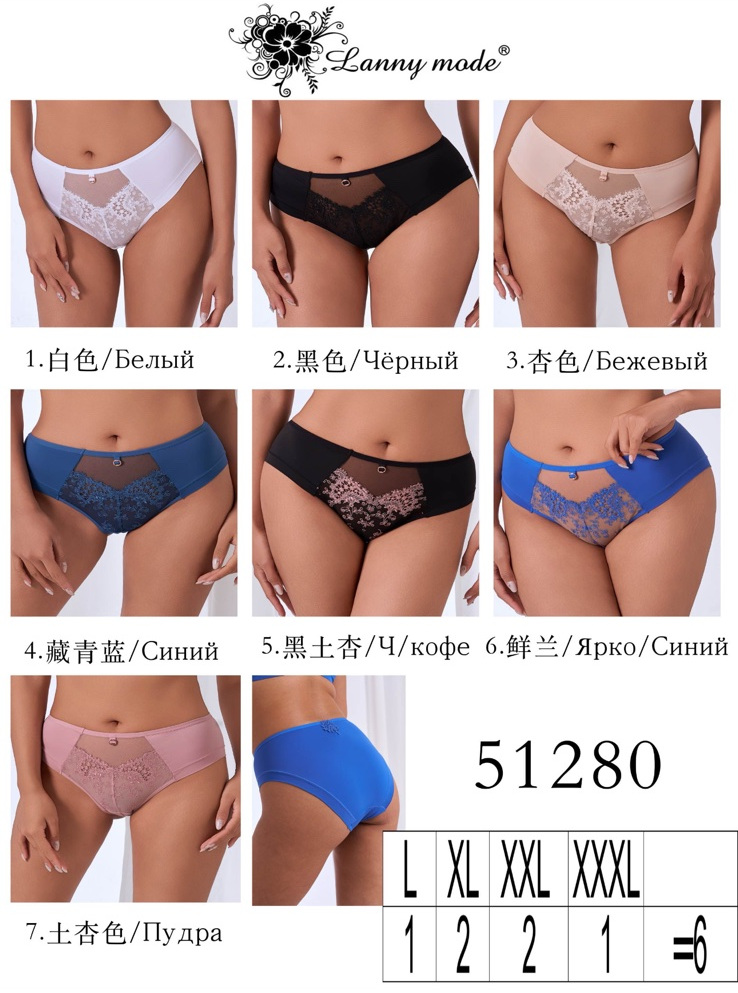 Lanny mode®
1.白色/Белый
2.黑色/Чёрный
3.杏色/Бежевый
4.藏青蓝/Синий
5.黑土杏/Ч/кофе
6.鲜兰/Ярко/Синий
7.土杏色/Пудра
51280
L XL XXL XXXL
1 2 2 1 =6